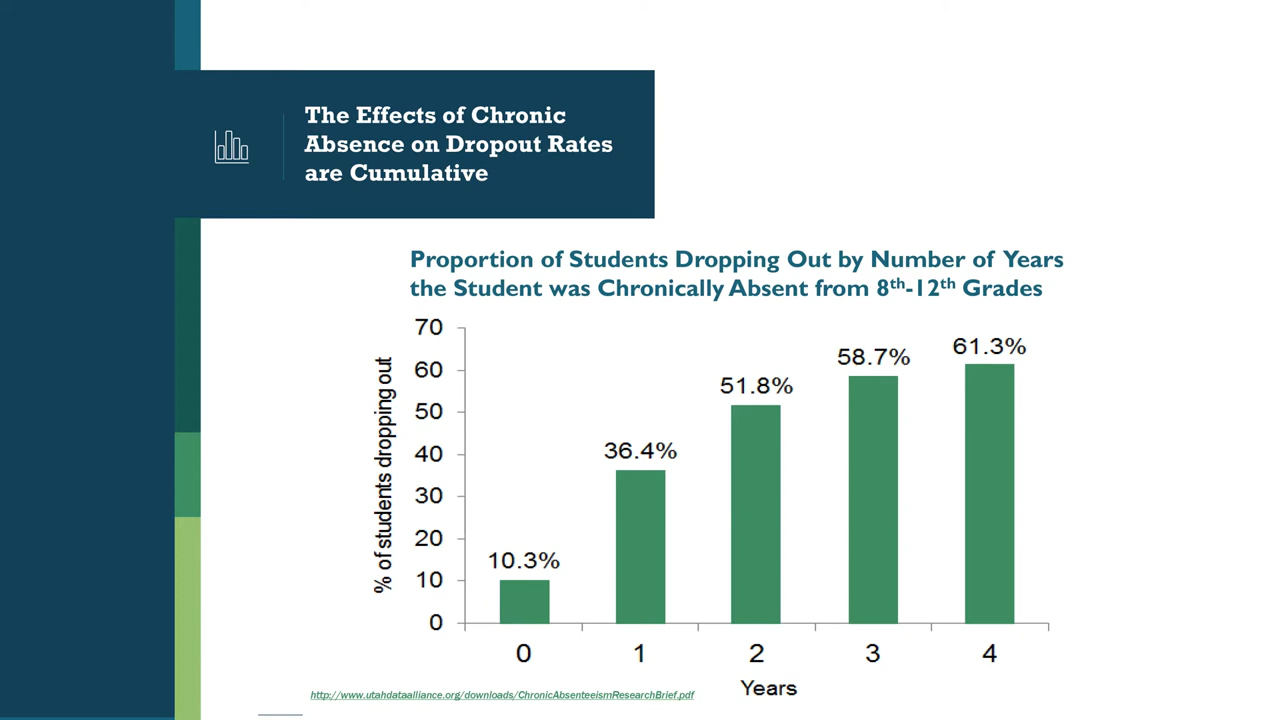 The Effects of Chronic
Absence on Dropout Rates
are Cumulative
Proportion of Students Dropping Out by Number of Years
the Student was Chronically Absent from 8th-12th Grades
% of students dropping out
70
60
50
40
30
20
10
0
10.3%
36.4%
51.8%
58.7%
61.3%
0 1 2 3 4
Years
http://www.utahdataalliance.org/downloads/ChronicAbsenteeismResearchBrief.pdf